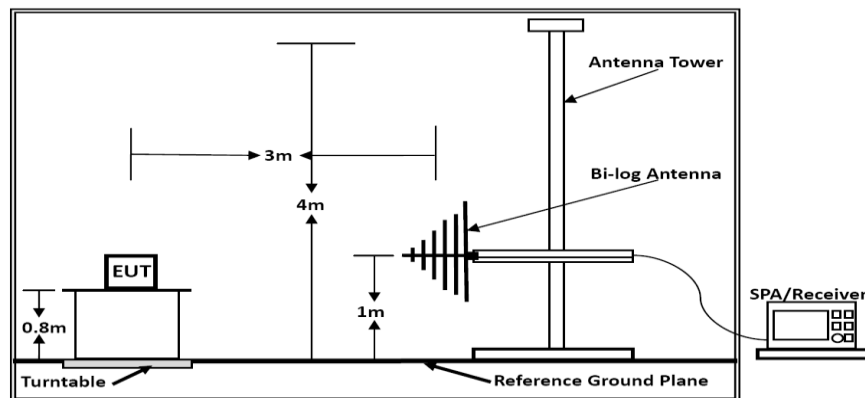 Antenna Tower
3m
Bi-log Antenna
4m
EUT
SPA/Receiver
0.8m
1m
Turntable
Reference Ground Plane